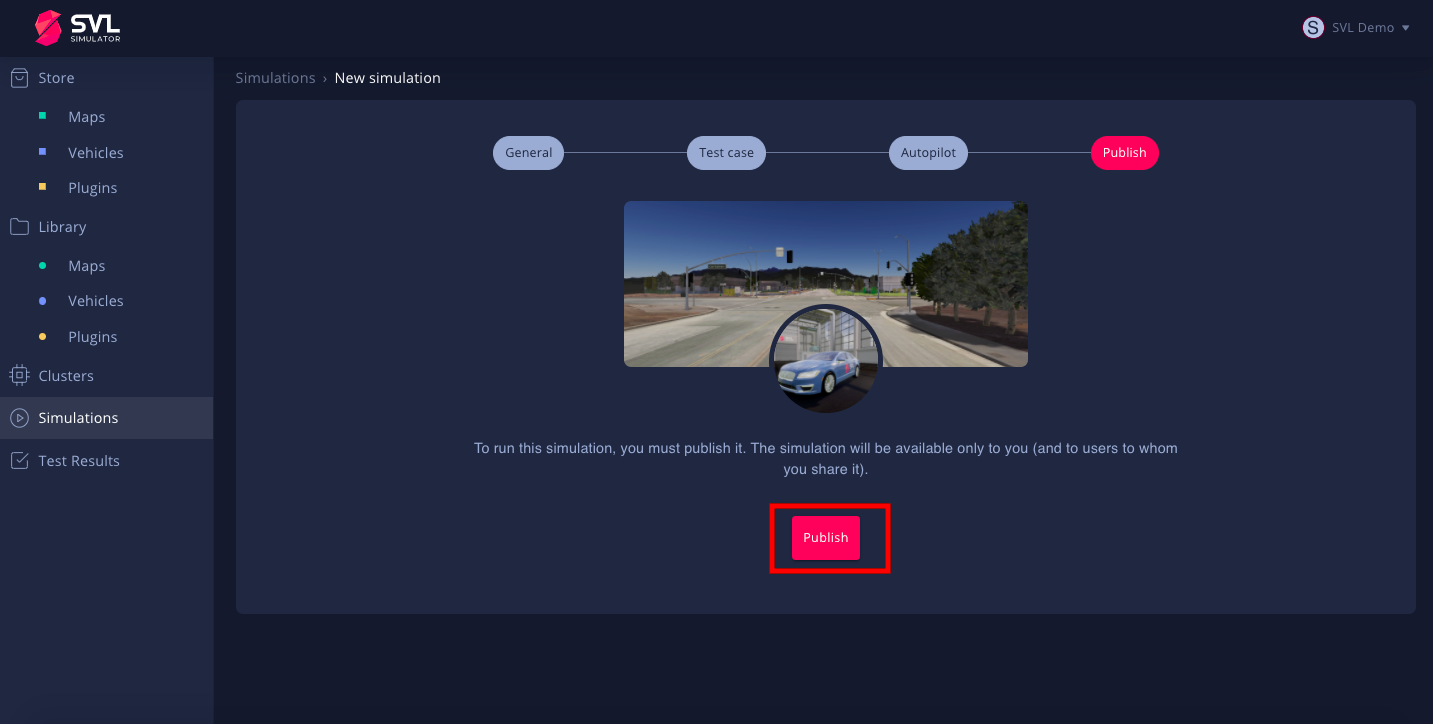 SVL
SIMULATOR
S SVL Demo
Store
Maps
Vehicles
Plugins
Library
Maps
Vehicles
Plugins
Clusters
Simulations
Test Results
Simulations › New simulation
General
Test case
Autopilot
Publish
To run this simulation, you must publish it. The simulation will be available only to you (and to users to whom
you share it).
Publish